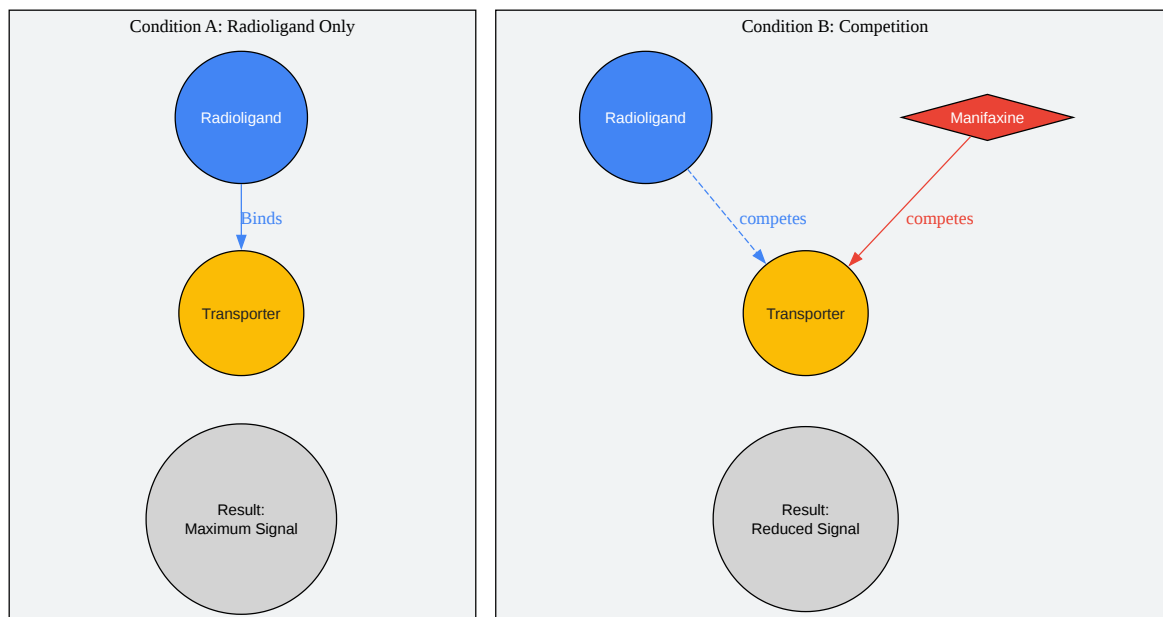 Condition A: Radioligand Only
Radioligand
Binds
Transporter
Result:
Maximum Signal
Condition B: Competition
Radioligand
Manifaxine
competes
competes
Transporter
Result:
Reduced Signal